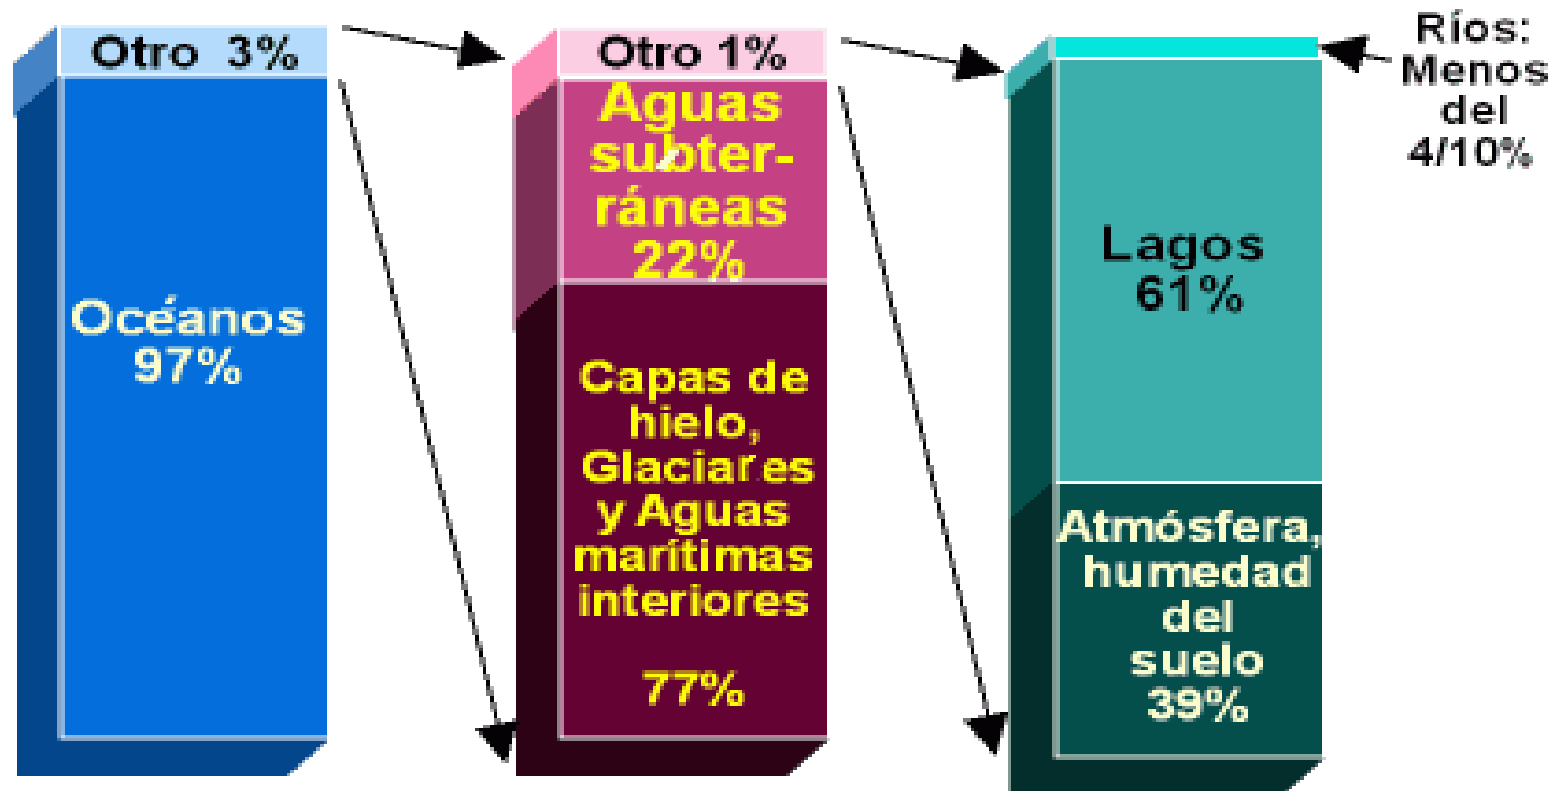 Otro 3%
Océanos
97%
Otro 1%
Aguas
subter-
ráneas
22%
Capas de
hielo,
Glaciares
y Aguas
marítimas
interiores
77%
Ríos:
Menos
del
4/10%
Lagos
61%
Atmósfera,
humedad
del
suelo
39%